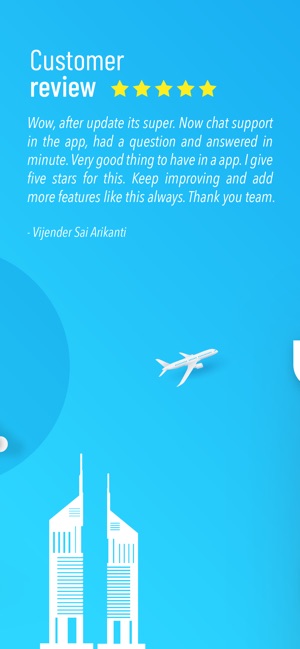 Customer
review
Wow, after update its super. Now chat support
in the app, had a question and answered in
minute. Very good thing to have in a app. I give
five stars for this. Keep improving and add
more features like this always. Thank you team.
- Vijender Sai Arikanti